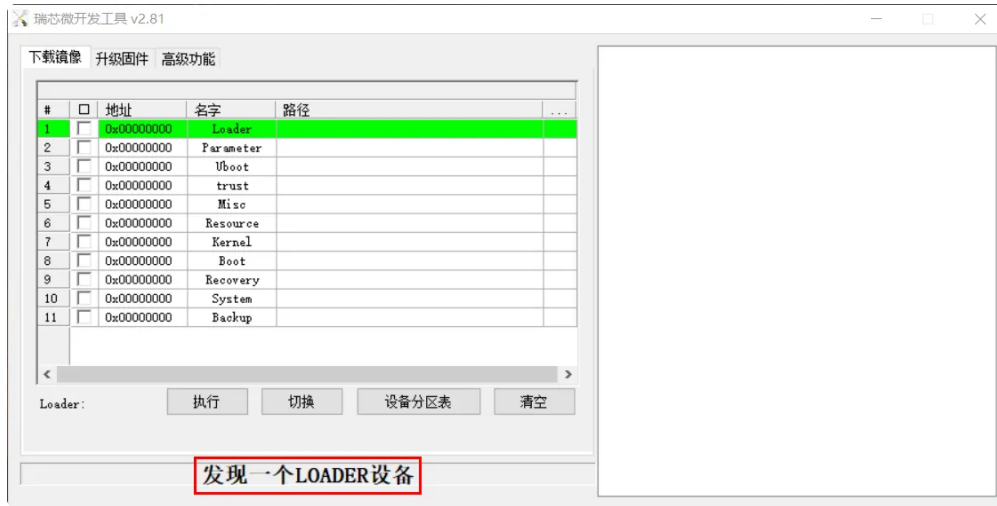 瑞芯微开发工具 v2.81
下载镜像 升级固件 高级功能
# 地址 名字 路径 ...
1 0x00000000 Loader
2 0x00000000 Parameter
3 0x00000000 Uboot
4 0x00000000 trust
5 0x00000000 Misc
6 0x00000000 Resource
7 0x00000000 Kernel
8 0x00000000 Boot
9 0x00000000 Recovery
10 0x00000000 System
11 0x00000000 Backup
Loader: 执行 切换 设备分区表 清空
发现一个LOADER设备